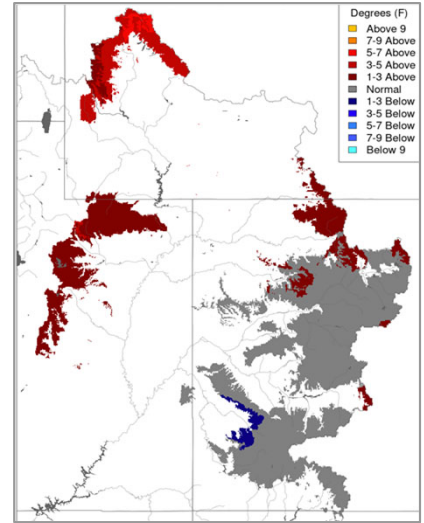 Degrees (F)
Above 9
7-9 Above
5-7 Above
3-5 Above
1-3 Above
Normal
1-3 Below
3-5 Below
5-7 Below
7-9 Below
Below 9